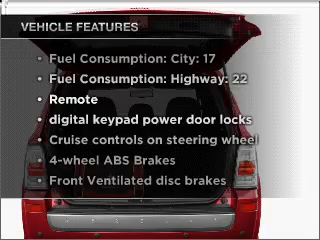 VEHICLE FEATURES
• Fuel Consumption: City: 17
• Fuel Consumption: Highway: 22
• Remote
• digital keypad power door locks
• Cruise controls on steering wheel
• 4-wheel ABS Brakes
• Front Ventilated disc brakes